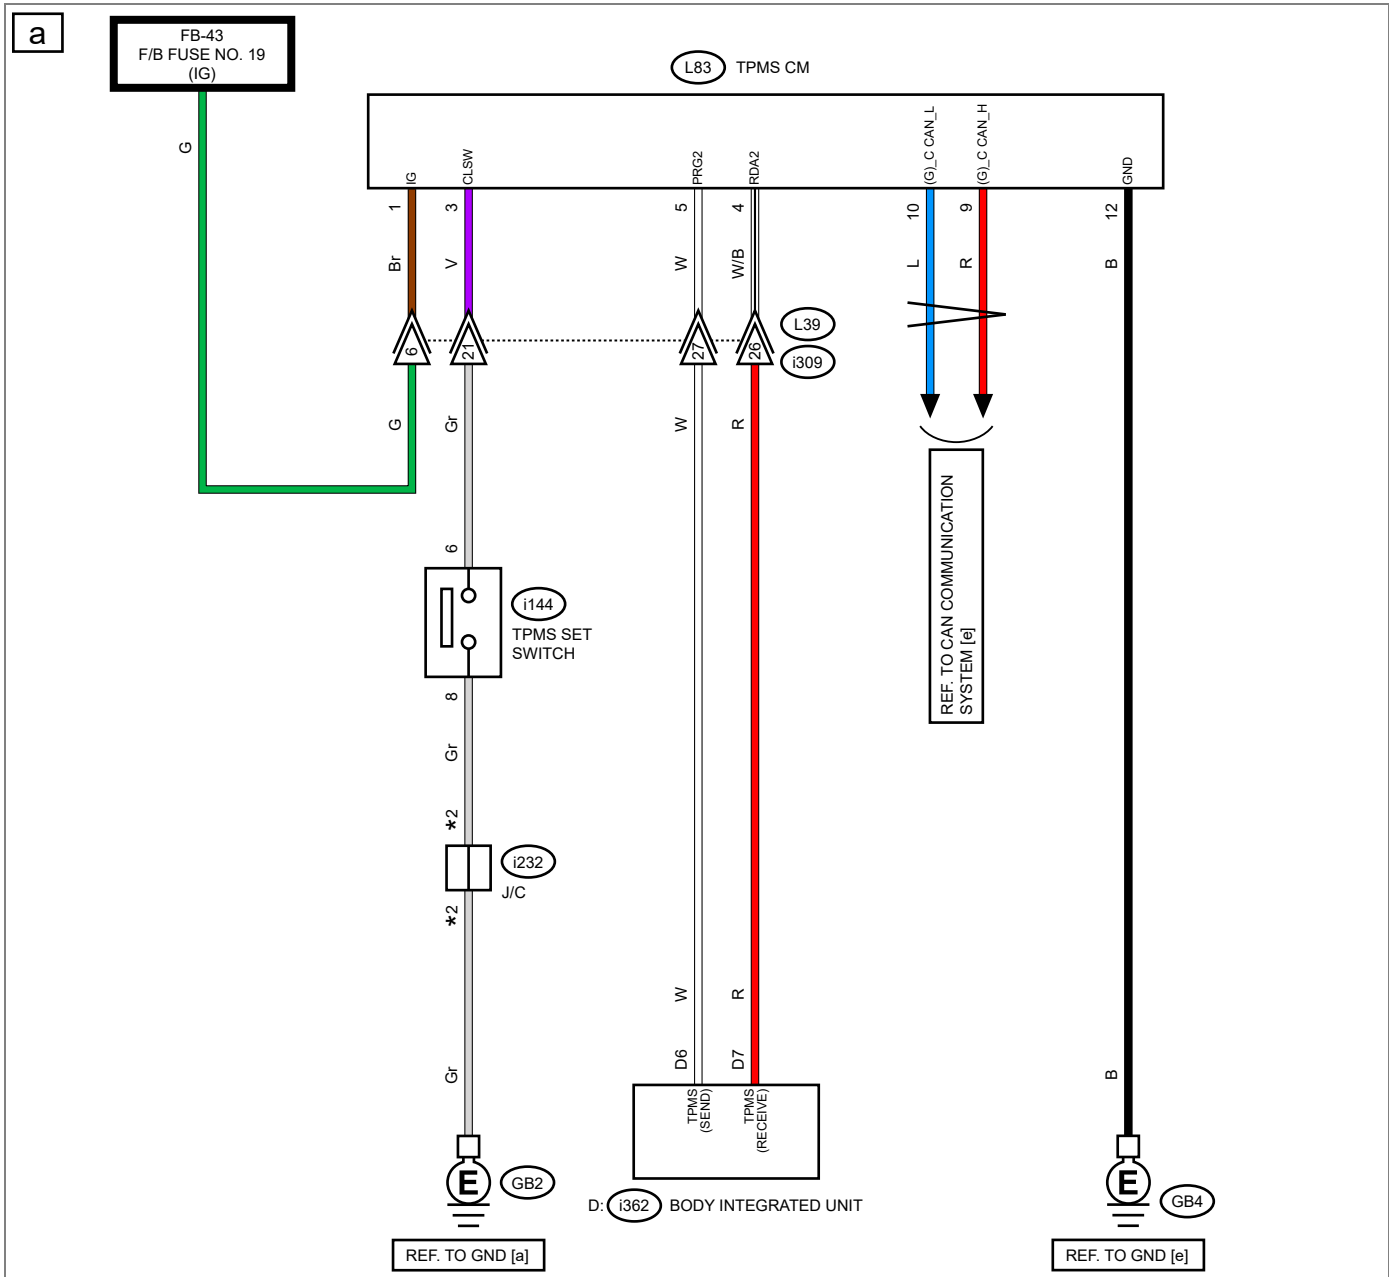 a
FB-43
F/B FUSE NO. 19
(IG)
L83 TPMS CM
G
IG
CLSW
PRG2
RDA2
(G)_C CAN_L
(G)_C CAN_H
GND
1
3
5
4
10
9
12
Br
V
W
W/B
L
R
B
L39
6
21
27
26
i309
G
Gr
W
R
REF. TO CAN COMMUNICATION
SYSTEM [e]
6
i144
TPMS SET
SWITCH
8
Gr
*2
i232
J/C
*2
W
R
Gr
B
D6
D7
TPMS
(SEND)
TPMS
(RECEIVE)
E
GB2
D: i362 BODY INTEGRATED UNIT
E
GB4
REF. TO GND [a]
REF. TO GND [e]